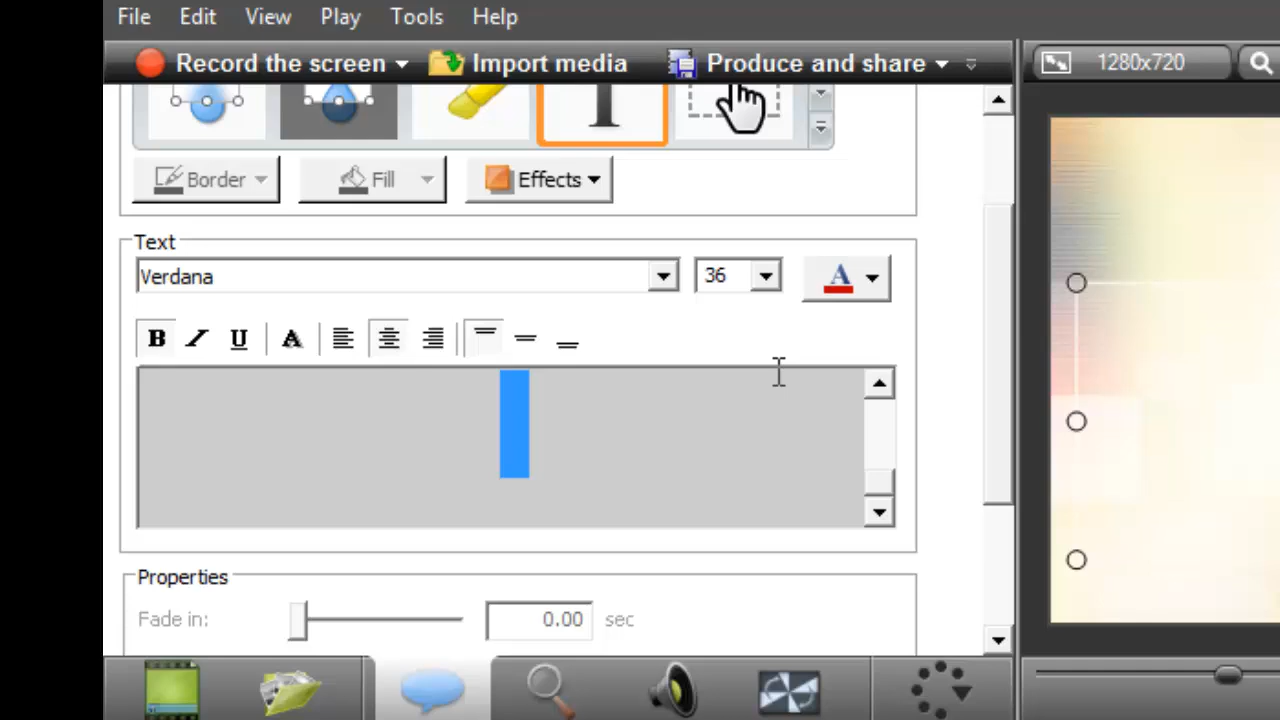 File Edit View Play Tools Help
Record the screen Import media Produce and share 1280x720
Border Fill Effects
Text
Verdana 36 A
B I U A
Properties
Fade in: 0.00 sec